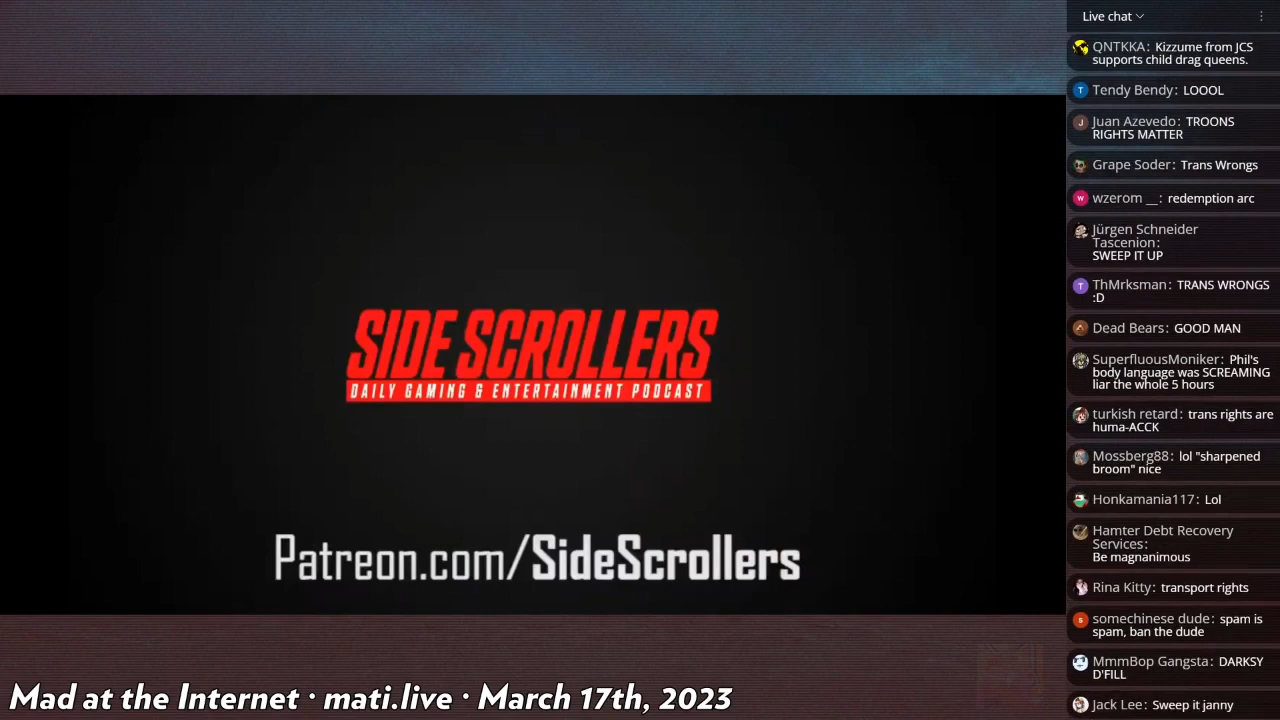 SIDE SCROLLERS
DAILY GAMING & ENTERTAINMENT PODCAST
Patreon.com/SideScrollers
Mad at the Internet · mati.live · March 17th, 2023
Live chat
QNTKKA: Kizzume from JCS
supports child drag queens.
Tendy Bendy: LOOOL
Juan Azevedo: TROONS
RIGHTS MATTER
Grape Soder: Trans Wrongs
wzerom __: redemption arc
Jürgen Schneider
Tascenion:
SWEEP IT UP
ThMrksman: TRANS WRONGS
:D
Dead Bears: GOOD MAN
SuperfluousMoniker: Phil's
body language was SCREAMING
liar the whole 5 hours
turkish retard: trans rights are
huma-ACCK
Mossberg88: lol "sharpened
broom" nice
Honkamania117: Lol
Hamter Debt Recovery
Services:
Be magnanimous
Rina Kitty: transport rights
somechinese dude: spam is
spam, ban the dude
MmmBop Gangsta: DARKSY
D'FILL
Jack Lee: Sweep it janny